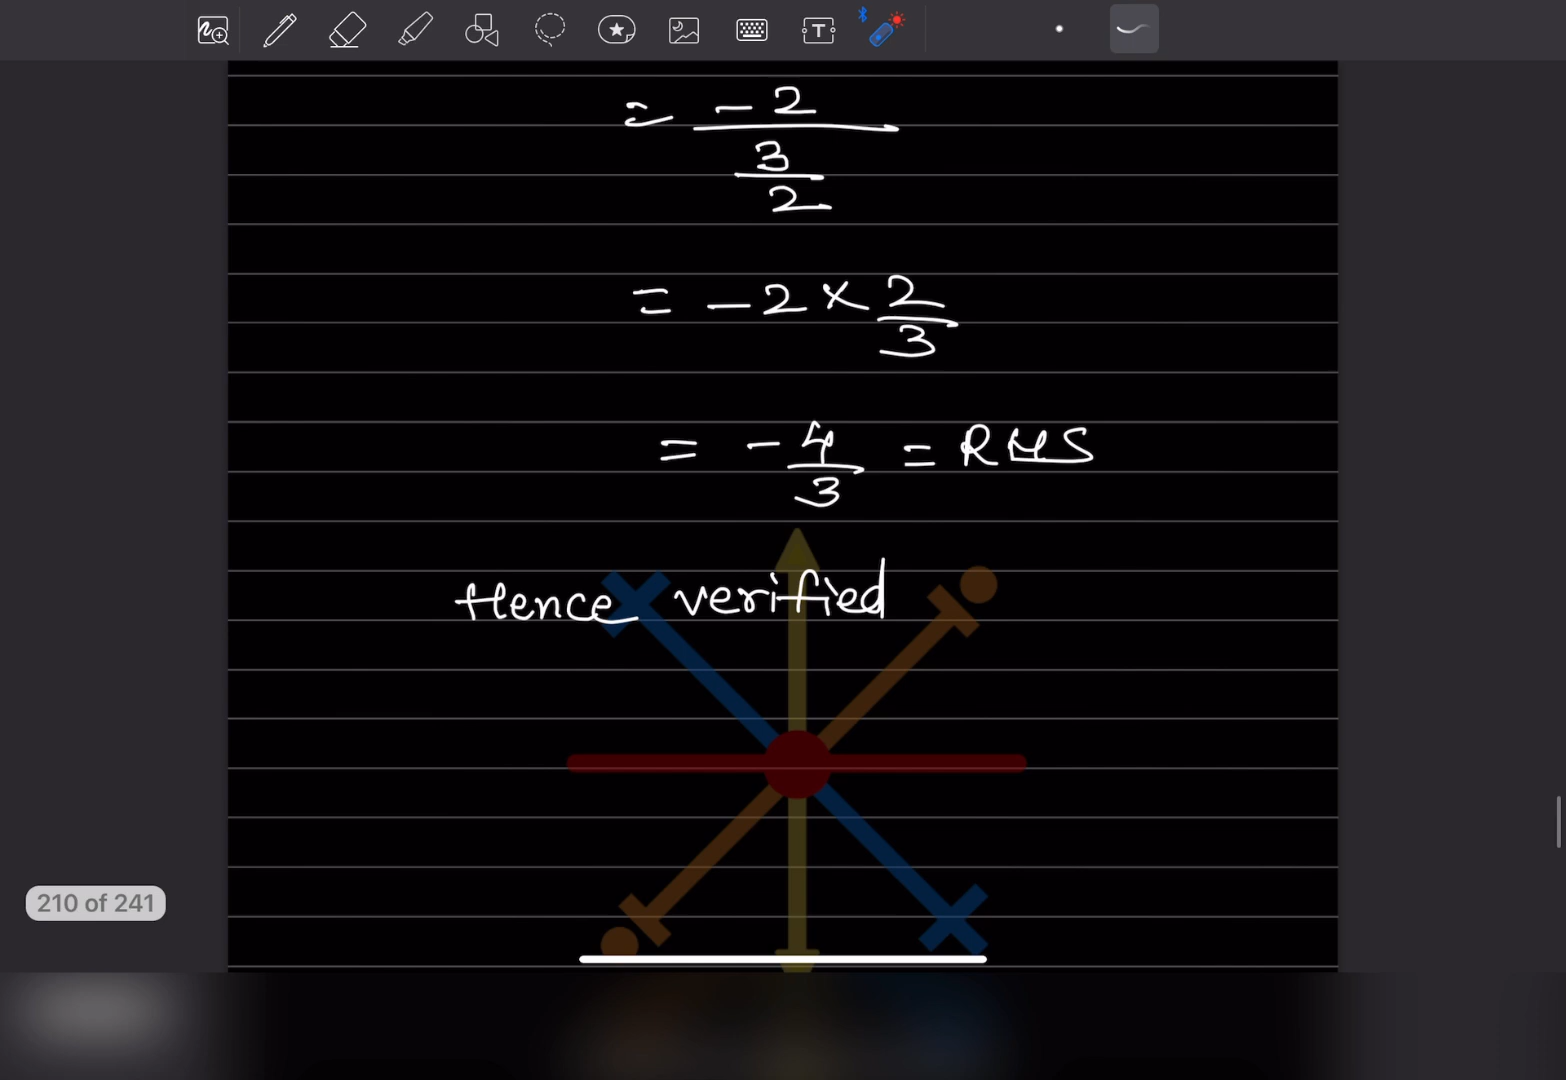 T
= -2
3
2
= -2 × 2
3
= -4 = RHS
3
Hence verified
210 of 241